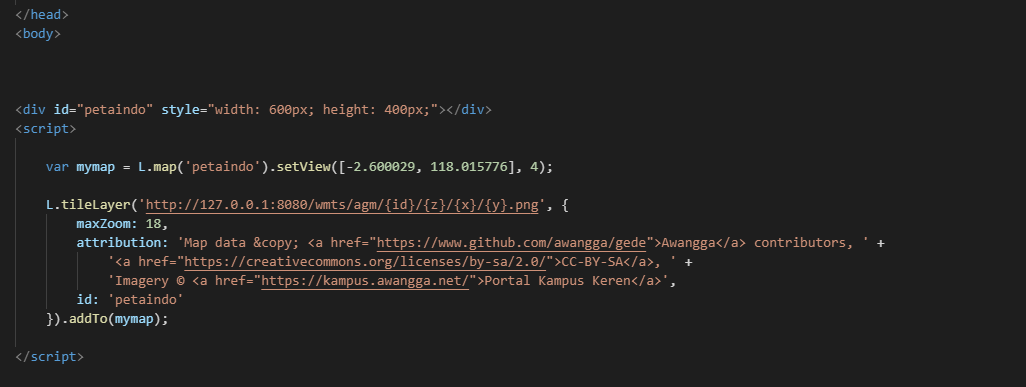 </head>
<body>
<div id="petaindo" style="width: 600px; height: 400px;"></div>
<script>
var mymap = L.map('petaindo').setView([-2.600029, 118.015776], 4);
L.tileLayer('http://127.0.0.1:8080/wmts/agm/{id}/{z}/{x}/{y}.png', {
maxZoom: 18,
attribution: 'Map data &copy; <a href="https://www.github.com/awangga/gede">Awangga</a> contributors, ' +
'<a href="https://creativecommons.org/licenses/by-sa/2.0/">CC-BY-SA</a>, ' +
'Imagery © <a href="https://kampus.awangga.net/">Portal Kampus Keren</a>',
id: 'petaindo'
}).addTo(mymap);
</script>